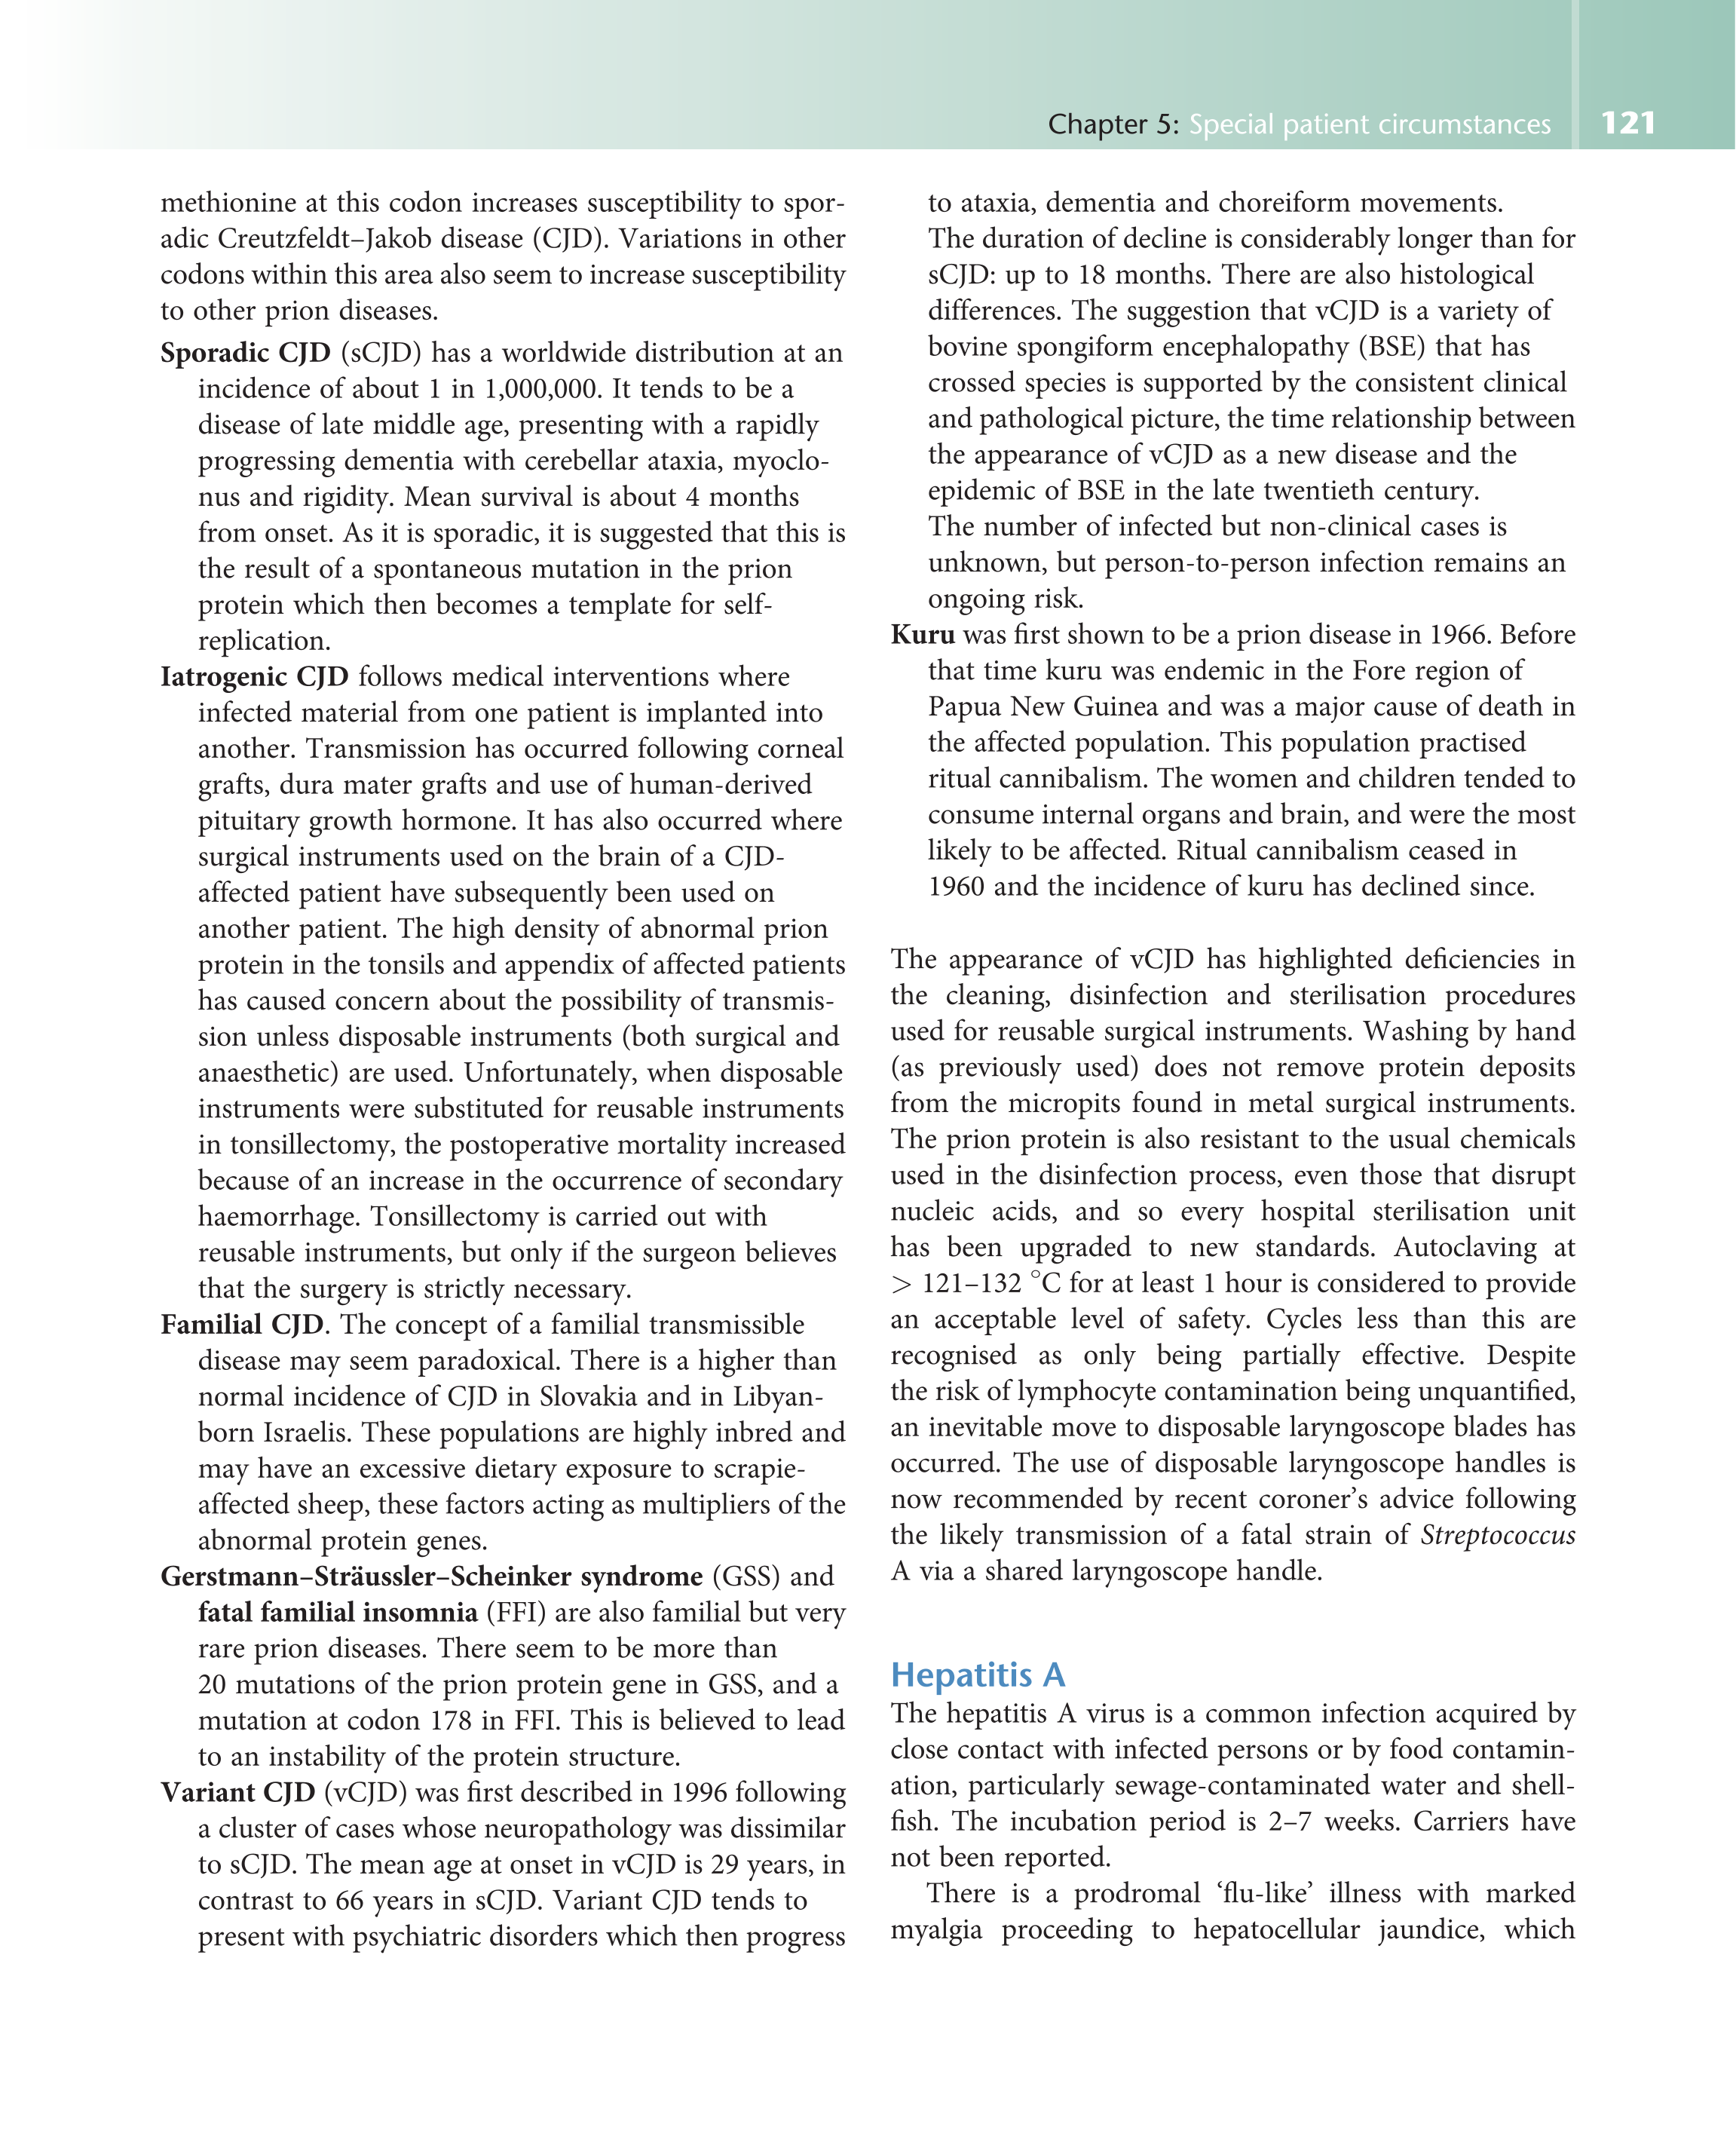 Chapter 5: Special patient circumstances 121
methionine at this codon increases susceptibility to spor-
adic Creutzfeldt–Jakob disease (CJD). Variations in other
codons within this area also seem to increase susceptibility
to other prion diseases.
Sporadic CJD (sCJD) has a worldwide distribution at an
incidence of about 1 in 1,000,000. It tends to be a
disease of late middle age, presenting with a rapidly
progressing dementia with cerebellar ataxia, myoclo-
nus and rigidity. Mean survival is about 4 months
from onset. As it is sporadic, it is suggested that this is
the result of a spontaneous mutation in the prion
protein which then becomes a template for self-
replication.
Iatrogenic CJD follows medical interventions where
infected material from one patient is implanted into
another. Transmission has occurred following corneal
grafts, dura mater grafts and use of human-derived
pituitary growth hormone. It has also occurred where
surgical instruments used on the brain of a CJD-
affected patient have subsequently been used on
another patient. The high density of abnormal prion
protein in the tonsils and appendix of affected patients
has caused concern about the possibility of transmis-
sion unless disposable instruments (both surgical and
anaesthetic) are used. Unfortunately, when disposable
instruments were substituted for reusable instruments
in tonsillectomy, the postoperative mortality increased
because of an increase in the occurrence of secondary
haemorrhage. Tonsillectomy is carried out with
reusable instruments, but only if the surgeon believes
that the surgery is strictly necessary.
Familial CJD. The concept of a familial transmissible
disease may seem paradoxical. There is a higher than
normal incidence of CJD in Slovakia and in Libyan-
born Israelis. These populations are highly inbred and
may have an excessive dietary exposure to scrapie-
affected sheep, these factors acting as multipliers of the
abnormal protein genes.
Gerstmann–Sträussler–Scheinker syndrome (GSS) and
fatal familial insomnia (FFI) are also familial but very
rare prion diseases. There seem to be more than
20 mutations of the prion protein gene in GSS, and a
mutation at codon 178 in FFI. This is believed to lead
to an instability of the protein structure.
Variant CJD (vCJD) was first described in 1996 following
a cluster of cases whose neuropathology was dissimilar
to sCJD. The mean age at onset in vCJD is 29 years, in
contrast to 66 years in sCJD. Variant CJD tends to
present with psychiatric disorders which then progress
to ataxia, dementia and choreiform movements.
The duration of decline is considerably longer than for
sCJD: up to 18 months. There are also histological
differences. The suggestion that vCJD is a variety of
bovine spongiform encephalopathy (BSE) that has
crossed species is supported by the consistent clinical
and pathological picture, the time relationship between
the appearance of vCJD as a new disease and the
epidemic of BSE in the late twentieth century.
The number of infected but non-clinical cases is
unknown, but person-to-person infection remains an
ongoing risk.
Kuru was first shown to be a prion disease in 1966. Before
that time kuru was endemic in the Fore region of
Papua New Guinea and was a major cause of death in
the affected population. This population practised
ritual cannibalism. The women and children tended to
consume internal organs and brain, and were the most
likely to be affected. Ritual cannibalism ceased in
1960 and the incidence of kuru has declined since.
The appearance of vCJD has highlighted deficiencies in
the cleaning, disinfection and sterilisation procedures
used for reusable surgical instruments. Washing by hand
(as previously used) does not remove protein deposits
from the micropits found in metal surgical instruments.
The prion protein is also resistant to the usual chemicals
used in the disinfection process, even those that disrupt
nucleic acids, and so every hospital sterilisation unit
has been upgraded to new standards. Autoclaving at
> 121–132 °C for at least 1 hour is considered to provide
an acceptable level of safety. Cycles less than this are
recognised as only being partially effective. Despite
the risk of lymphocyte contamination being unquantified,
an inevitable move to disposable laryngoscope blades has
occurred. The use of disposable laryngoscope handles is
now recommended by recent coroner's advice following
the likely transmission of a fatal strain of Streptococcus
A via a shared laryngoscope handle.
Hepatitis A
The hepatitis A virus is a common infection acquired by
close contact with infected persons or by food contamin-
ation, particularly sewage-contaminated water and shell-
fish. The incubation period is 2–7 weeks. Carriers have
not been reported.
There is a prodromal ‘flu-like’ illness with marked
myalgia proceeding to hepatocellular jaundice, which